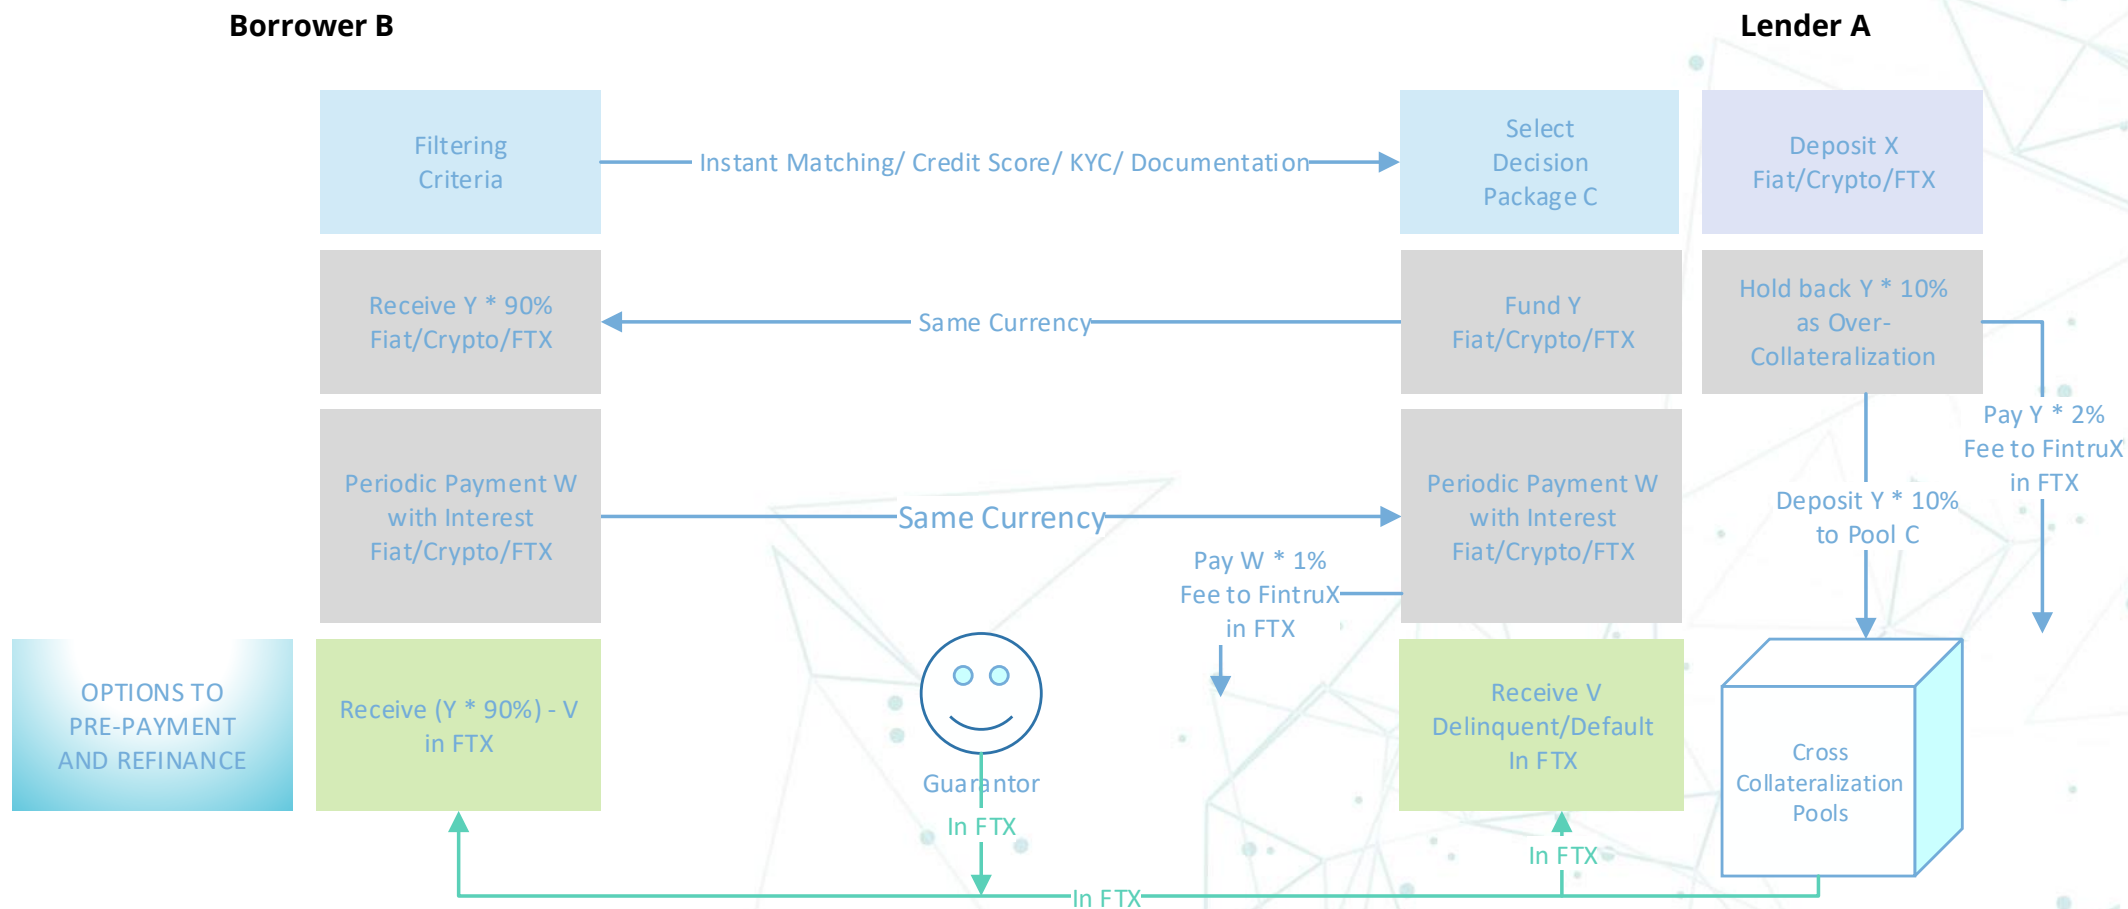 Borrower B
Lender A
Filtering
Criteria
Instant Matching/ Credit Score/ KYC/ Documentation
Select
Decision
Package C
Deposit X
Fiat/Crypto/FTX
Receive Y * 90%
Fiat/Crypto/FTX
Same Currency
Fund Y
Fiat/Crypto/FTX
Hold back Y * 10%
as Over-
Collateralization
Pay Y * 2%
Fee to FintruX
in FTX
Deposit Y * 10%
to Pool C
Periodic Payment W
with Interest
Fiat/Crypto/FTX
Same Currency
Periodic Payment W
with Interest
Fiat/Crypto/FTX
Pay W * 1%
Fee to FintruX
in FTX
OPTIONS TO
PRE-PAYMENT
AND REFINANCE
Receive (Y * 90%) - V
in FTX
Guarantor
In FTX
Receive V
Delinquent/Default
In FTX
Cross
Collateralization
Pools
In FTX
In FTX